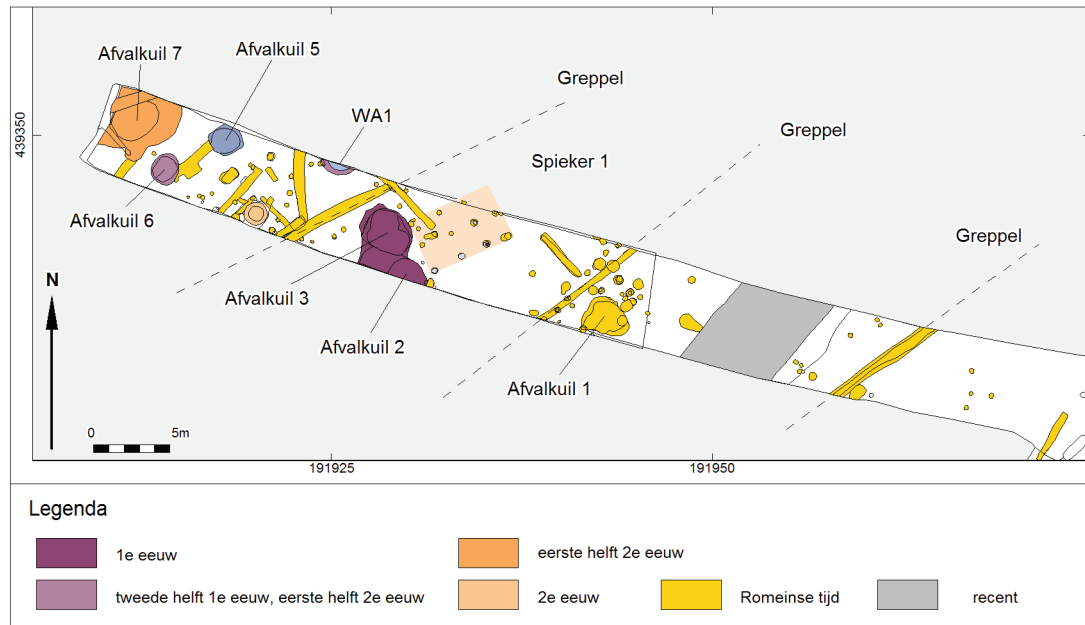 Afvalkuil 7
Afvalkuil 5
Greppel
WA1
Greppel
439350
Spieker 1
Afvalkuil 6
Greppel
N
Afvalkuil 3
Afvalkuil 2
Afvalkuil 1
0 5m
191925
191950
Legenda
1e eeuw
eerste helft 2e eeuw
tweede helft 1e eeuw, eerste helft 2e eeuw
2e eeuw
Romeinse tijd
recent